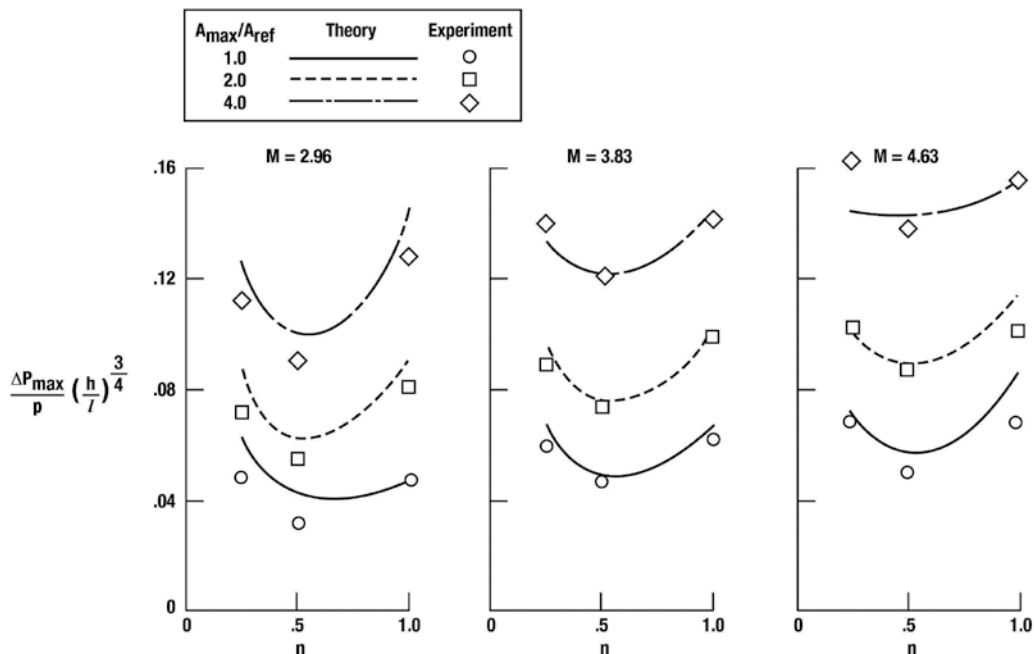 Amax/Aref Theory Experiment
1.0
2.0
4.0
M = 2.96 M = 3.83 M = 4.63
.16
.12
.08
.04
0
ΔPmax/p (h/l)^3/4
0 .5 1.0 0 .5 1.0 0 .5 1.0
n n n